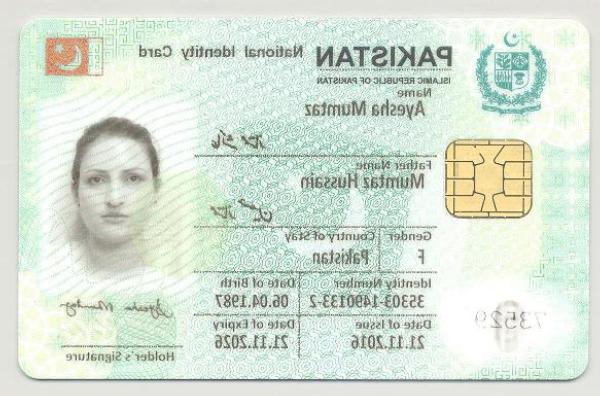 PAKISTAN National Identity Card
ISLAMIC REPUBLIC OF PAKISTAN
Name
Ayesha Mumtaz
Father Name
Mumtaz Hussain
Gender Country of Stay
F Pakistan
Identity Number Date of Birth
35303-1490133-2 06.04.1987
Date of Issue Date of Expiry
21.11.2016 21.11.2026
73529
Holder's Signature